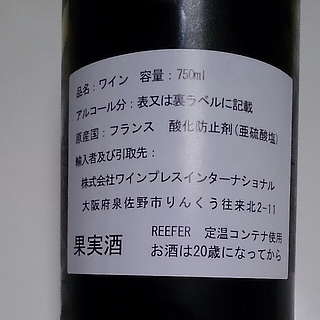 品名：ワイン 容量：750ml
アルコール分：表又は裏ラベルに記載
原産国：フランス 酸化防止剤(亜硫酸塩)
輸入者及び引取先：
株式会社ワインプレスインターナショナル
大阪府泉佐野市りんくう往来北2-11
果実酒 REEFER 定温コンテナ使用
お酒は20歳になってから